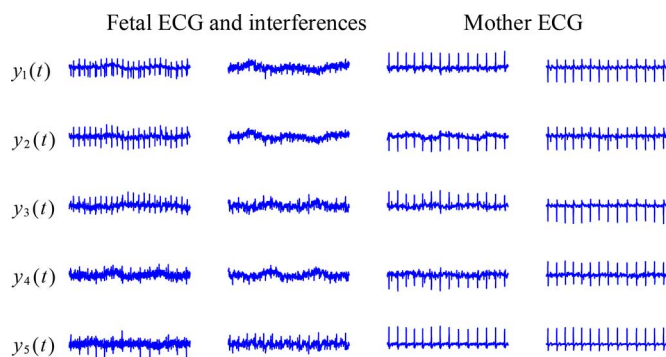 Fetal ECG and interferences Mother ECG
y₁(t)
y₂(t)
y₃(t)
y₄(t)
y₅(t)